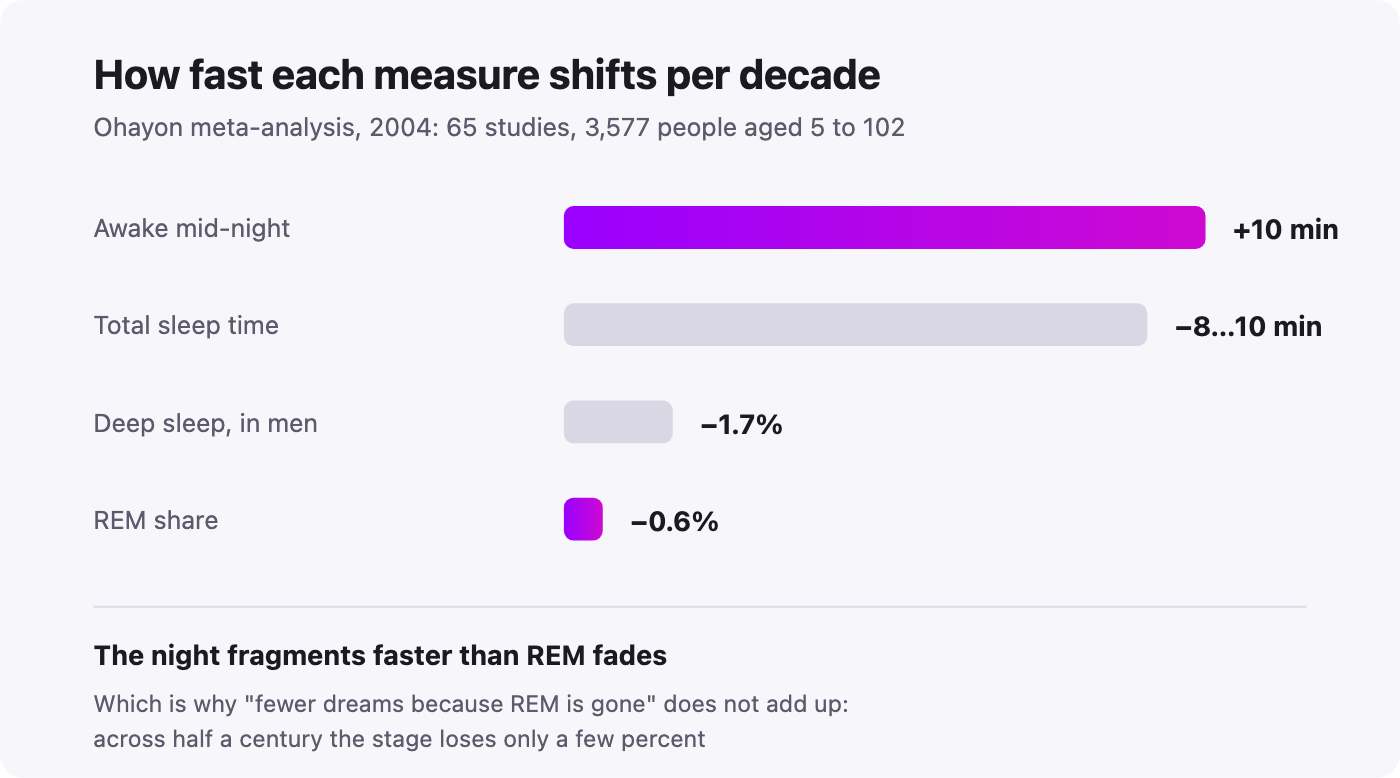 How fast each measure shifts per decade
Ohayon meta-analysis, 2004: 65 studies, 3,577 people aged 5 to 102
Awake mid-night
+10 min
Total sleep time
−8...10 min
Deep sleep, in men
−1.7%
REM share
−0.6%
The night fragments faster than REM fades
Which is why "fewer dreams because REM is gone" does not add up:
across half a century the stage loses only a few percent